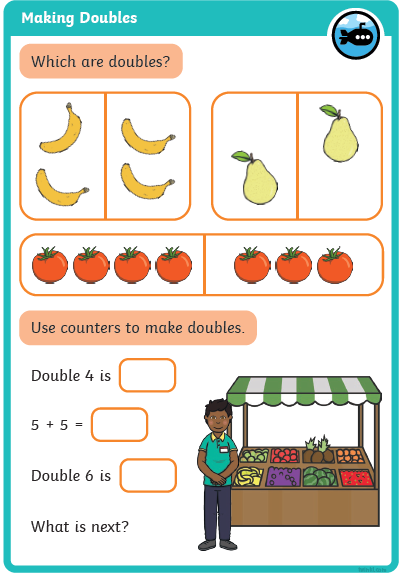 Making Doubles
Which are doubles?
Use counters to make doubles.
Double 4 is
5 + 5 =
Double 6 is
What is next?